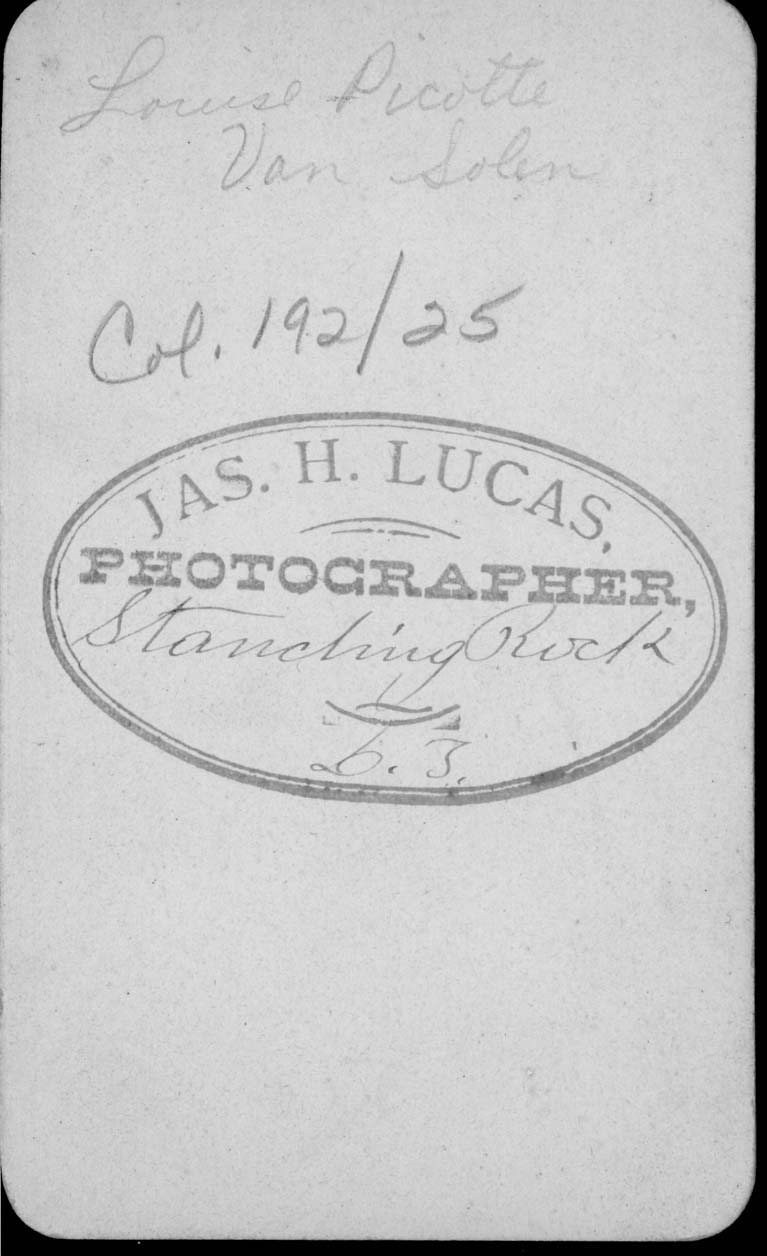 Louise Picotte
Van Solen
Col. 192/25
JAS. H. LUCAS,
PHOTOGRAPHER,
Standing Rock
D. T.